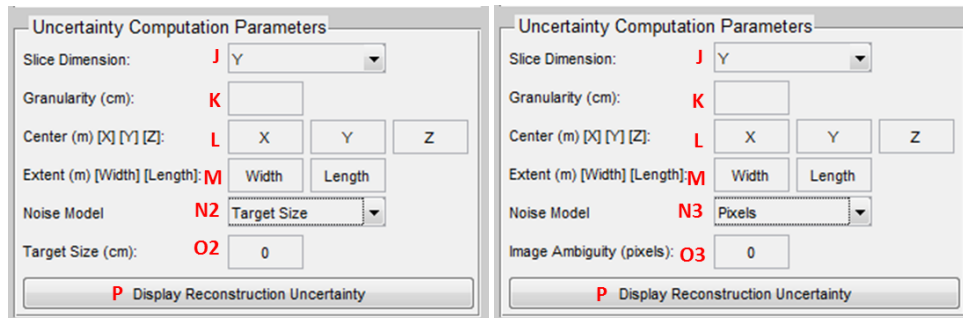 Uncertainty Computation Parameters
Slice Dimension: J Y
Granularity (cm): K
Center (m) [X] [Y] [Z]: L X Y Z
Extent (m) [Width] [Length]: M Width Length
Noise Model N2 Target Size
Target Size (cm): O2 0
P Display Reconstruction Uncertainty
Uncertainty Computation Parameters
Slice Dimension: J Y
Granularity (cm): K
Center (m) [X] [Y] [Z]: L X Y Z
Extent (m) [Width] [Length]: M Width Length
Noise Model N3 Pixels
Image Ambiguity (pixels): O3 0
P Display Reconstruction Uncertainty